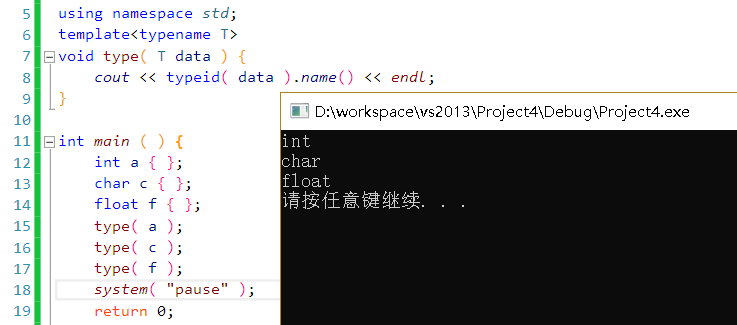 5 using namespace std;
6 template<typename T>
7 void type( T data ) {
8 cout << typeid( data ).name() << endl;
9 }
10
11 int main ( ) {
12 int a { };
13 char c { };
14 float f { };
15 type( a );
16 type( c );
17 type( f );
18 system( "pause" );
19 return 0;
D:\workspace\vs2013\Project4\Debug\Project4.exe
int
char
float
请按任意键继续. . .